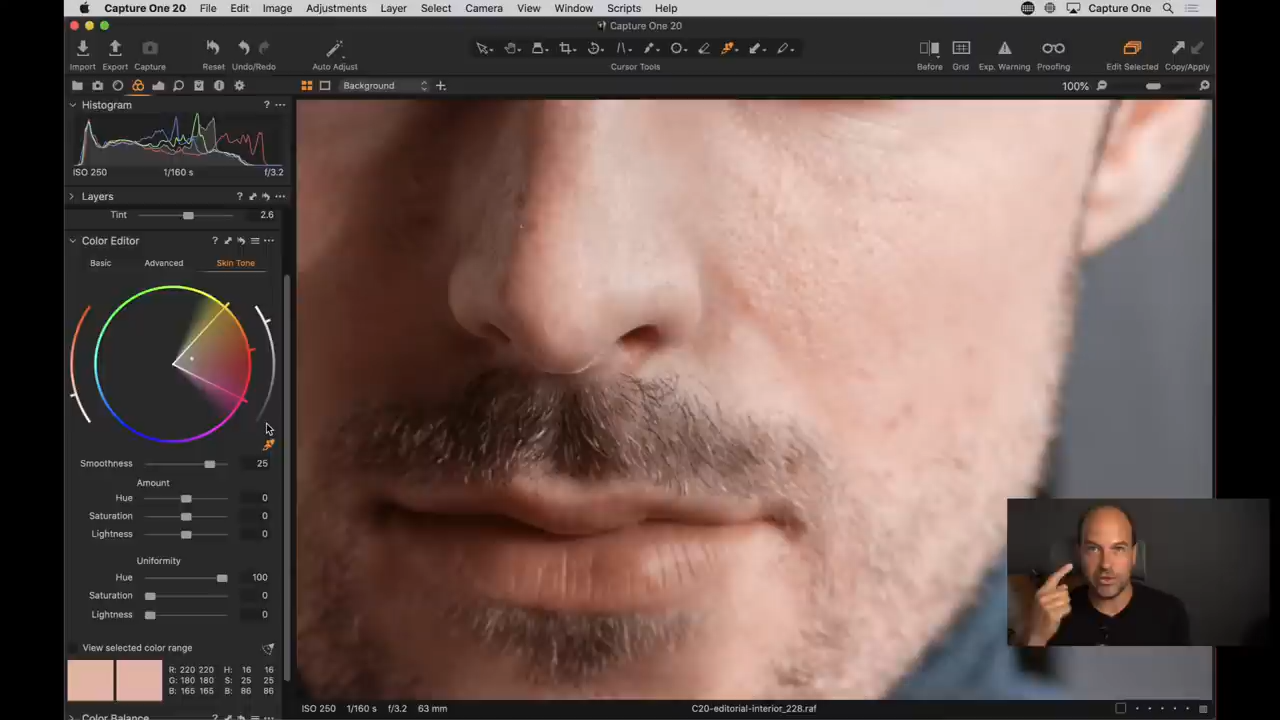 Capture One 20 File Edit Image Adjustments Layer Select Camera View Window Scripts Help Capture One
Capture One 20
Import Export Capture Reset Undo/Redo Auto Adjust Cursor Tools Before Grid Exp. Warning Proofing Edit Selected Copy/Apply
Background 100%
Histogram
ISO 250 1/160 s f/3.2
Layers
Tint 2.6
Color Editor
Basic Advanced Skin Tone
Smoothness 25
Amount
Hue 0
Saturation 0
Lightness 0
Uniformity
Hue 100
Saturation 0
Lightness 0
View selected color range
R: 220 220 H: 16 16
G: 180 180 S: 25 25
B: 165 165 B: 86 86
Color Balance
ISO 250 1/160 s f/3.2 63 mm C20-editorial-interior_228.raf